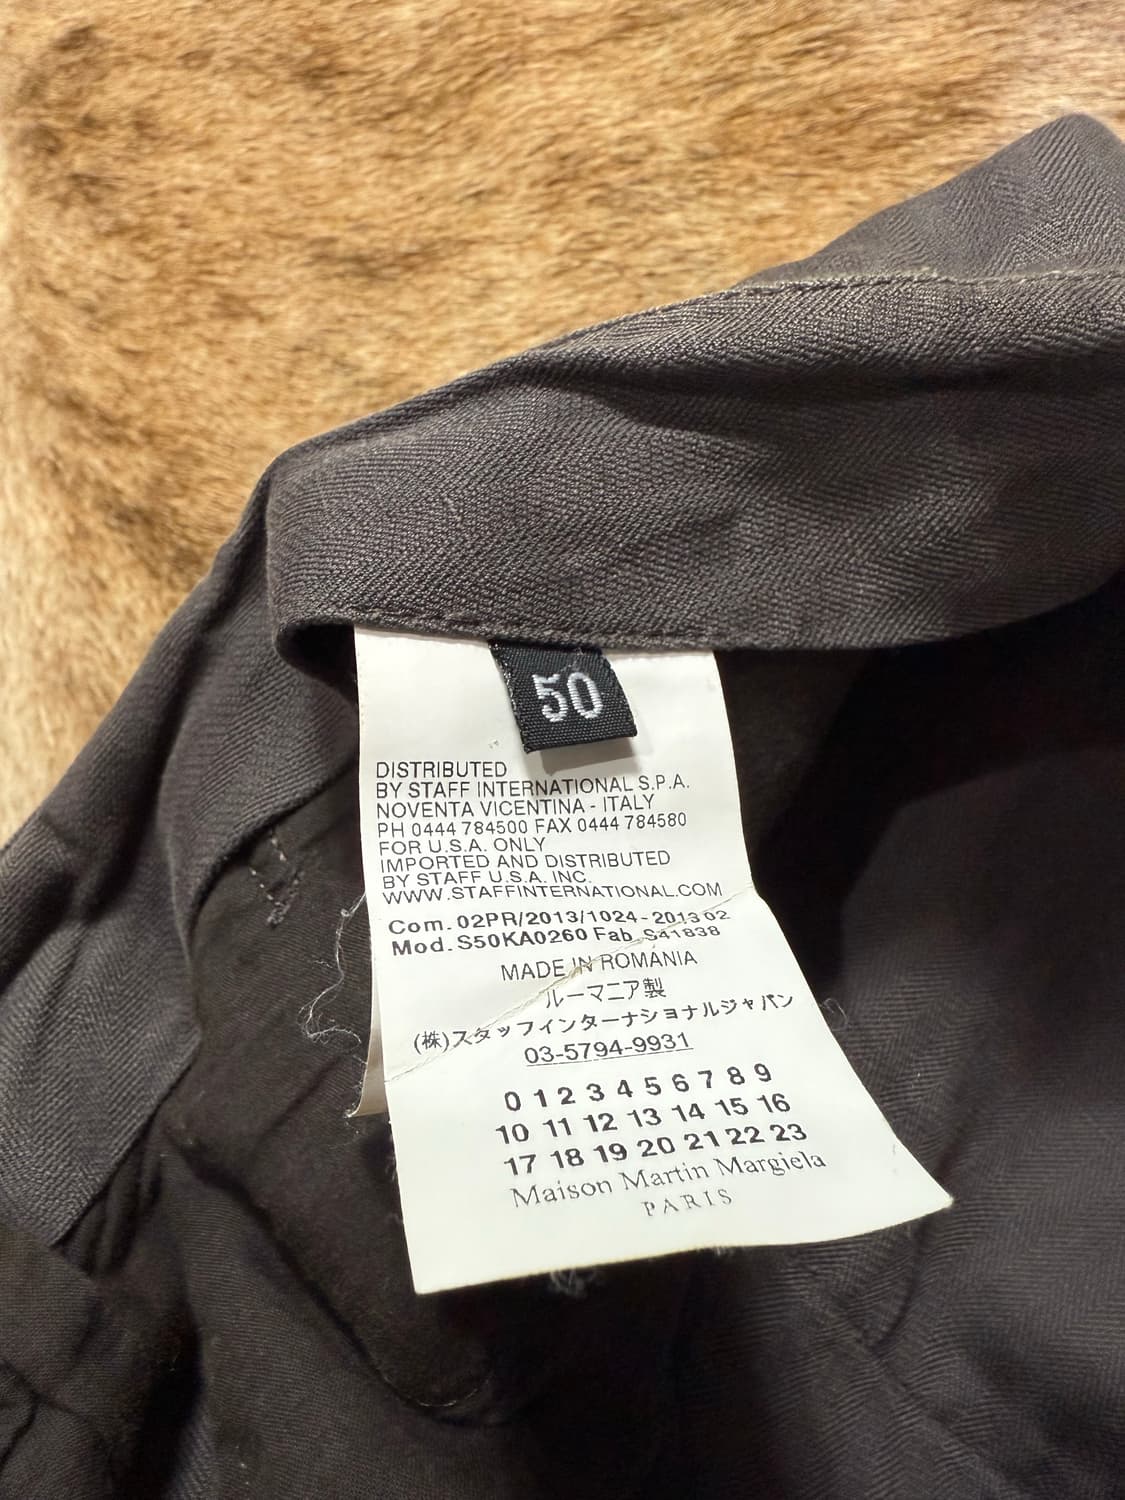 50
DISTRIBUTED
BY STAFF INTERNATIONAL S.P.A.
NOVENTA VICENTINA - ITALY
PH 0444 784500 FAX 0444 784580
FOR U.S.A. ONLY
IMPORTED AND DISTRIBUTED
BY STAFF U.S.A. INC.
WWW.STAFFINTERNATIONAL.COM
Com. 02PR/2013/1024 - 2013 02
Mod. S50KA0260 Fab. S41838
MADE IN ROMANIA
ルーマニア製
(株)スタッフインターナショナルジャパン
03-5794-9931
0 1 2 3 4 5 6 7 8 9
10 11 12 13 14 15 16
17 18 19 20 21 22 23
Maison Martin Margiela
PARIS